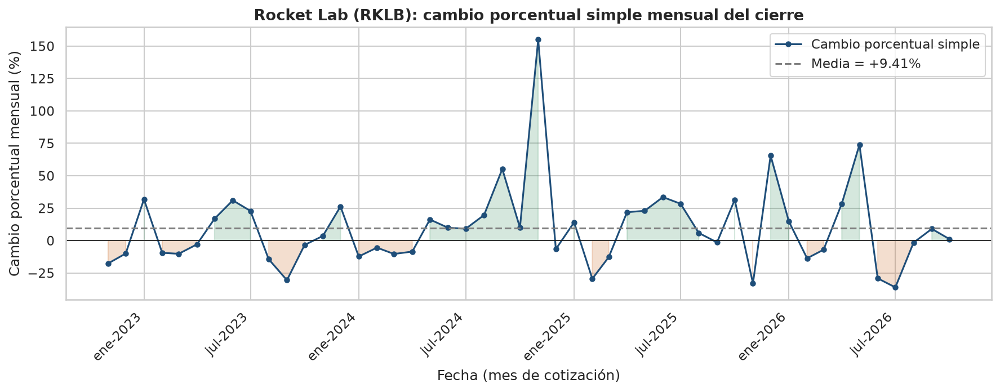 Rocket Lab (RKLB): cambio porcentual simple mensual del cierre
Cambio porcentual mensual (%)
150
125
100
75
50
25
0
−25
Cambio porcentual simple
Media = +9.41%
ene-2023
jul-2023
ene-2024
jul-2024
ene-2025
jul-2025
ene-2026
jul-2026
Fecha (mes de cotización)